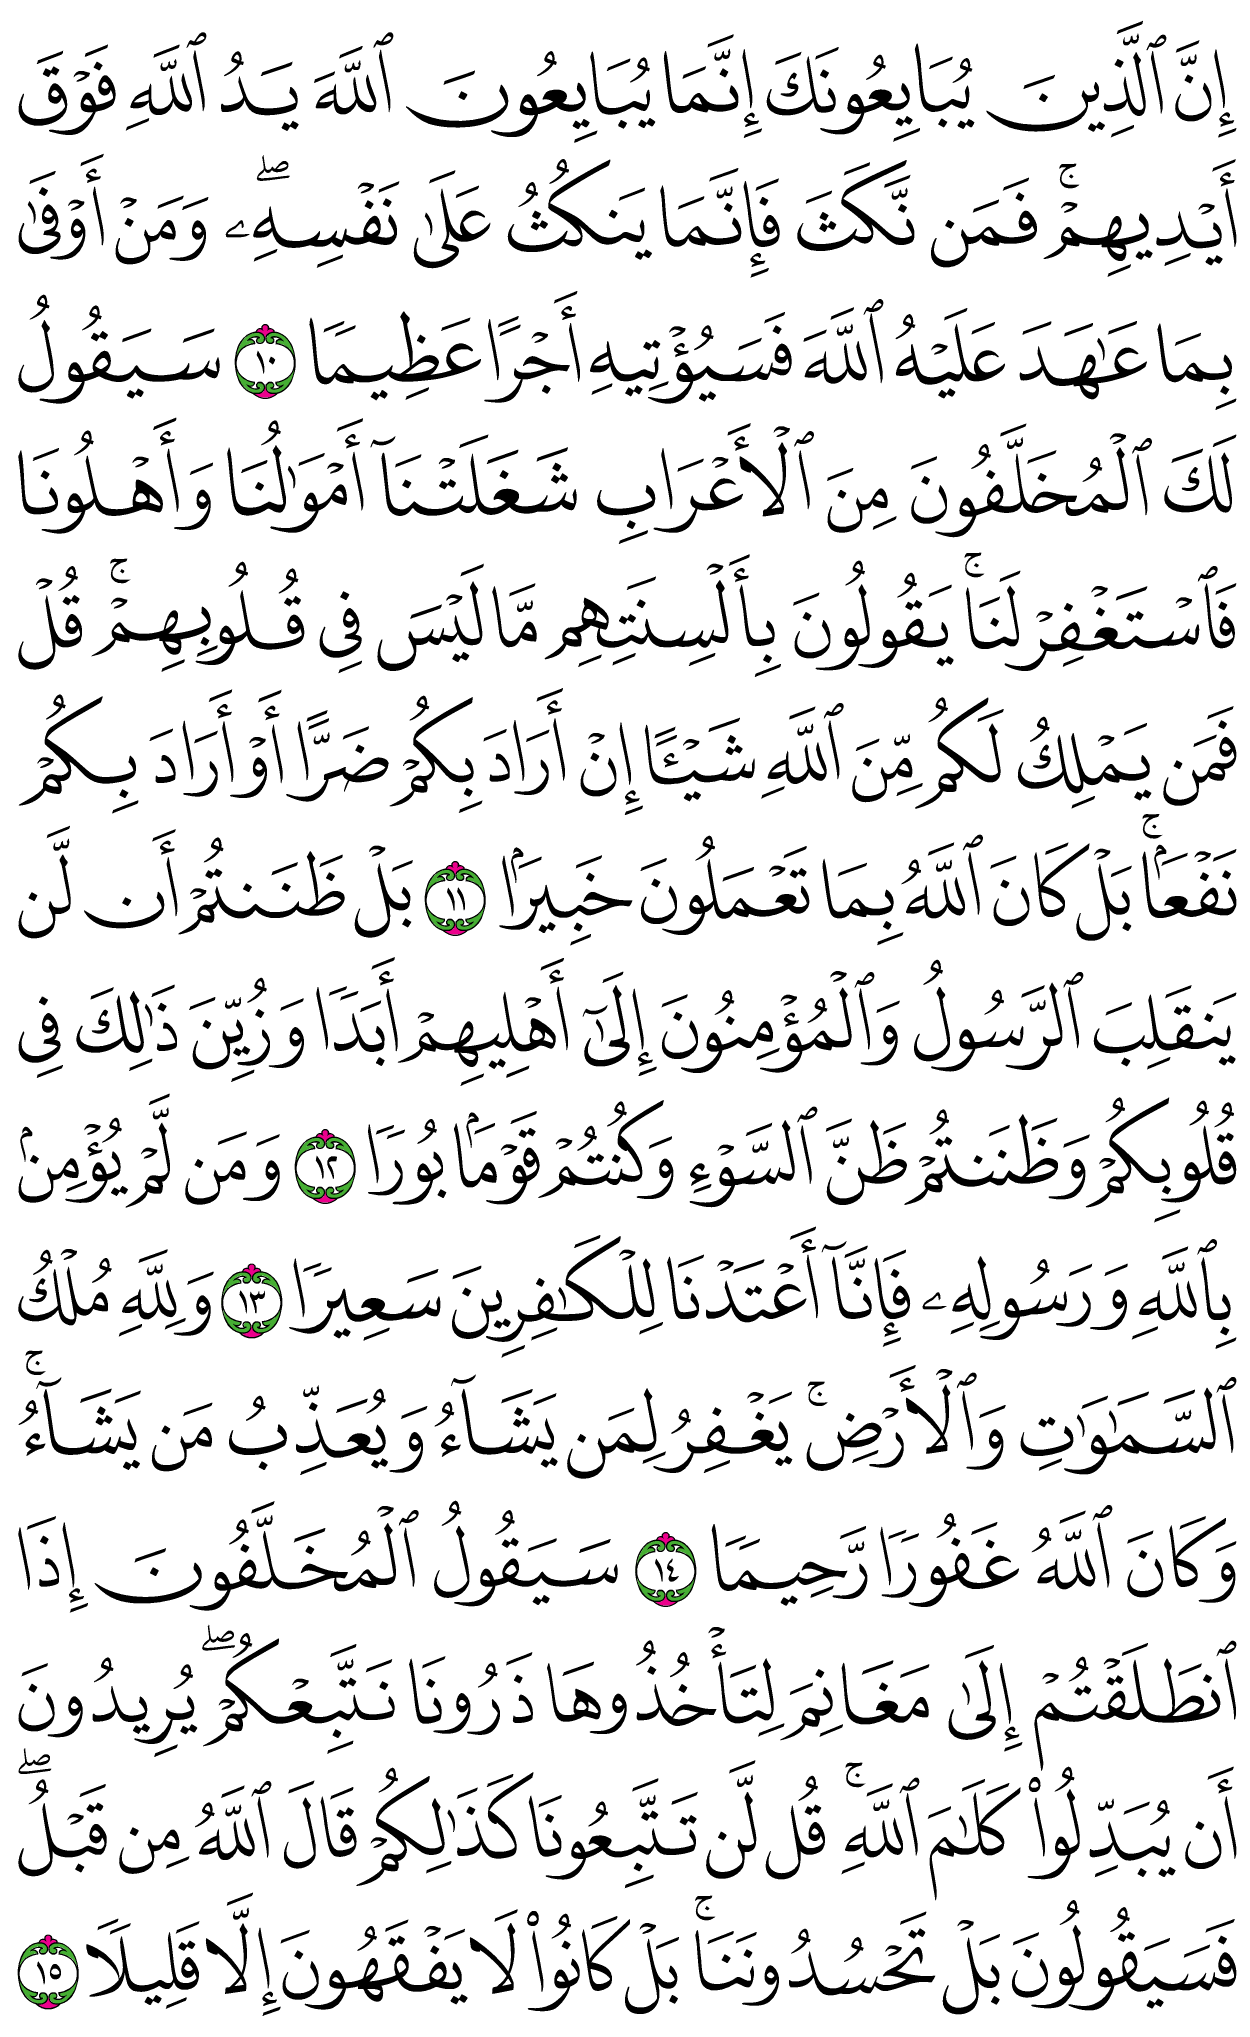 إِنَّ ٱلَّذِينَ يُبَايِعُونَكَ إِنَّمَا يُبَايِعُونَ ٱللَّهَ يَدُ ٱللَّهِ فَوْقَ
أَيْدِيهِمْۚ فَمَن نَّكَثَ فَإِنَّمَا يَنكُثُ عَلَىٰ نَفْسِهِۦۖ وَمَنْ أَوْفَىٰ
بِمَا عَٰهَدَ عَلَيْهُ ٱللَّهَ فَسَيُؤْتِيهِ أَجْرًا عَظِيمًا ١٠ سَيَقُولُ
لَكَ ٱلْمُخَلَّفُونَ مِنَ ٱلْأَعْرَابِ شَغَلَتْنَآ أَمْوَٰلُنَا وَأَهْلُونَا
فَٱسْتَغْفِرْ لَنَاۚ يَقُولُونَ بِأَلْسِنَتِهِم مَّا لَيْسَ فِى قُلُوبِهِمْۚ قُلْ
فَمَن يَمْلِكُ لَكُم مِّنَ ٱللَّهِ شَيْـًٔا إِنْ أَرَادَ بِكُمْ ضَرًّا أَوْ أَرَادَ بِكُمْ
نَفْعَۢاۚ بَلْ كَانَ ٱللَّهُ بِمَا تَعْمَلُونَ خَبِيرَۢا ١١ بَلْ ظَنَنتُمْ أَن لَّن
يَنقَلِبَ ٱلرَّسُولُ وَٱلْمُؤْمِنُونَ إِلَىٰٓ أَهْلِيهِمْ أَبَدًا وَزُيِّنَ ذَٰلِكَ فِى
قُلُوبِكُمْ وَظَنَنتُمْ ظَنَّ ٱلسَّوْءِ وَكُنتُمْ قَوْمَۢا بُورًا ١٢ وَمَن لَّمْ يُؤْمِنۢ
بِٱللَّهِ وَرَسُولِهِۦ فَإِنَّآ أَعْتَدْنَا لِلْكَٰفِرِينَ سَعِيرًا ١٣ وَلِلَّهِ مُلْكُ
ٱلسَّمَٰوَٰتِ وَٱلْأَرْضِۚ يَغْفِرُ لِمَن يَشَآءُ وَيُعَذِّبُ مَن يَشَآءُۚ
وَكَانَ ٱللَّهُ غَفُورًا رَّحِيمًا ١٤ سَيَقُولُ ٱلْمُخَلَّفُونَ إِذَا
ٱنطَلَقْتُمْ إِلَىٰ مَغَانِمَ لِتَأْخُذُوهَا ذَرُونَا نَتَّبِعْكُمْۖ يُرِيدُونَ
أَن يُبَدِّلُوا۟ كَلَٰمَ ٱللَّهِۚ قُل لَّن تَتَّبِعُونَا كَذَٰلِكُمْ قَالَ ٱللَّهُ مِن قَبْلُۖ
فَسَيَقُولُونَ بَلْ تَحْسُدُونَنَاۚ بَلْ كَانُوا۟ لَا يَفْقَهُونَ إِلَّا قَلِيلًا ١٥